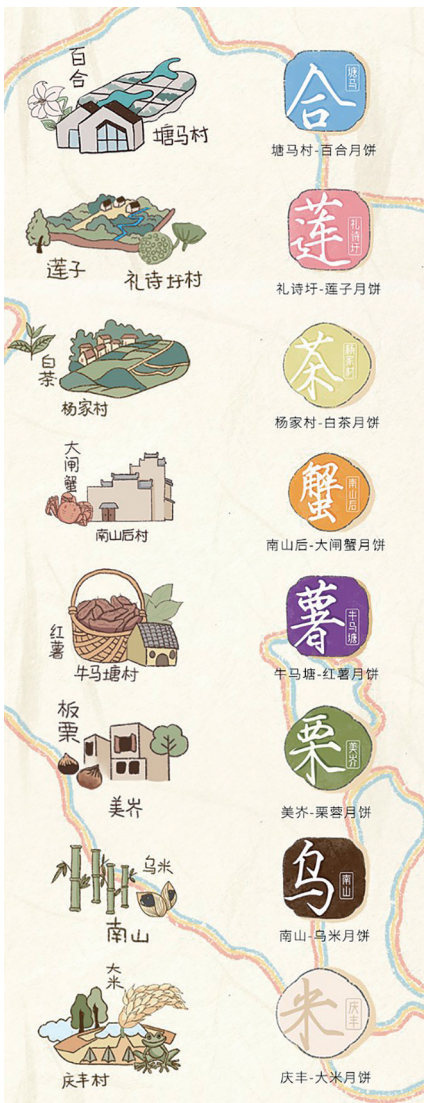 百合
塘马村
合
塘马
塘马村-百合月饼
莲子
礼诗圩村
莲
礼诗圩
礼诗圩-莲子月饼
白茶
杨家村
茶
杨家村
杨家村-白茶月饼
大闸蟹
南山后村
蟹
南山后
南山后-大闸蟹月饼
红薯
牛马塘村
薯
牛马塘
牛马塘-红薯月饼
板栗
美岕
栗
美岕
美岕-栗蓉月饼
乌米
南山
乌
南山
南山-乌米月饼
大米
庆丰村
米
庆丰
庆丰-大米月饼